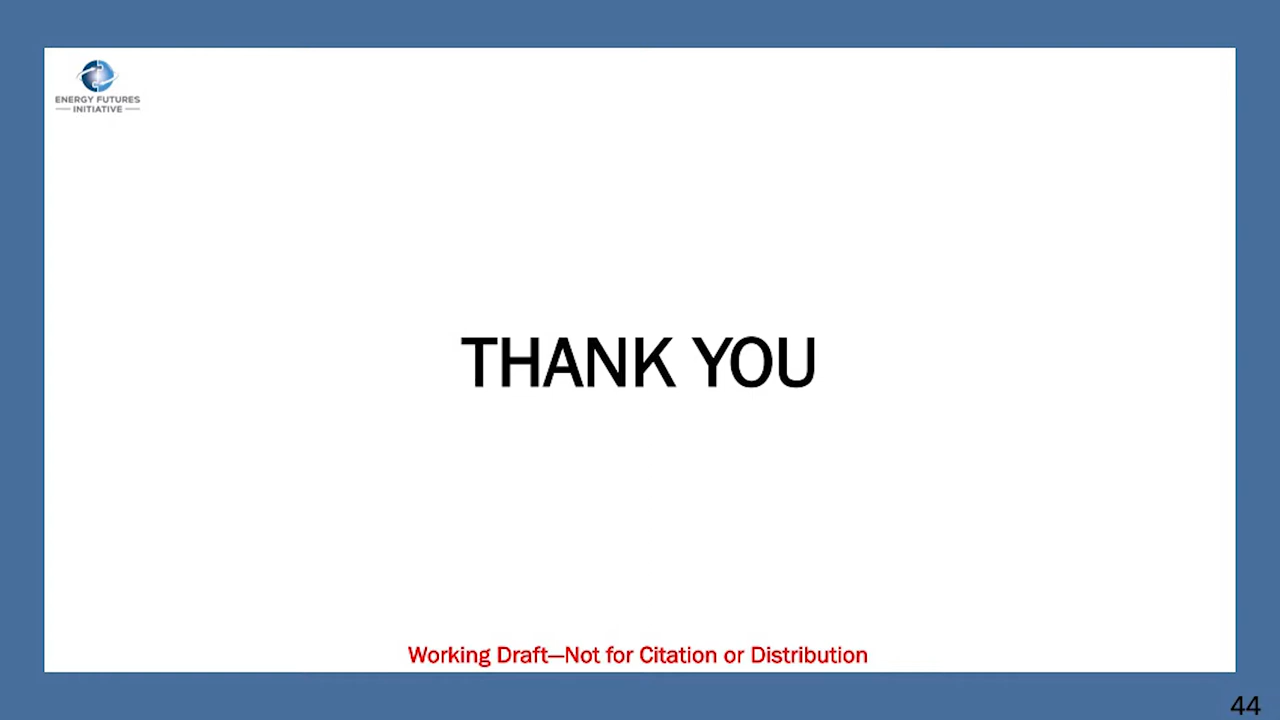 ENERGY FUTURES
INITIATIVE
THANK YOU
Working Draft—Not for Citation or Distribution
44